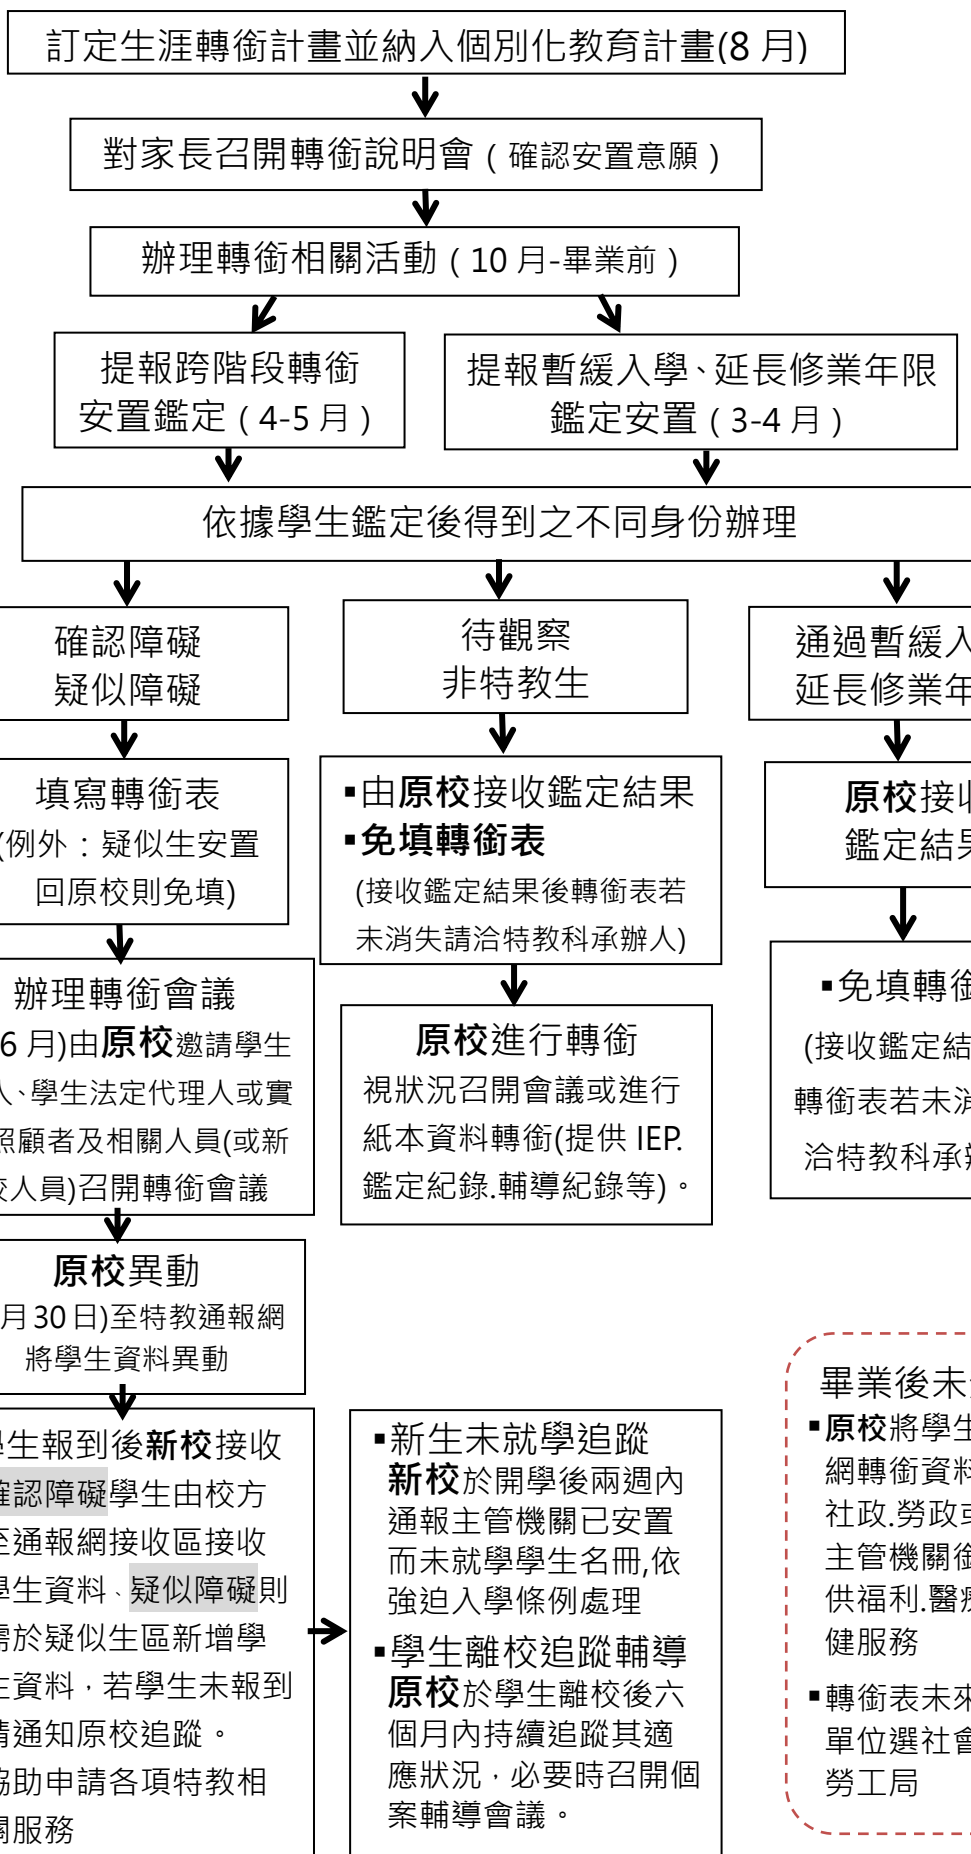 訂定生涯轉銜計畫並納入個別化教育計畫(8 月)
對家長召開轉銜說明會(確認安置意願)
辦理轉銜相關活動(10 月-畢業前)
提報跨階段轉銜
安置鑑定(4-5 月)
提報暫緩入學、延長修業年限
鑑定安置(3-4 月)
依據學生鑑定後得到之不同身份辦理
確認障礙
疑似障礙
填寫轉銜表
(例外：疑似生安置
回原校則免填)
辦理轉銜會議
6 月)由原校邀請學生
人、學生法定代理人或實
照顧者及相關人員(或新
校人員)召開轉銜會議
原校異動
月 30 日)至特教通報網
將學生資料異動
學生報到後新校接收
確認障礙學生由校方
至通報網接收區接收
學生資料、疑似障礙則
需於疑似生區新增學
生資料，若學生未報到
請通知原校追蹤。
協助申請各項特教相
關服務
待觀察
非特教生
▪由原校接收鑑定結果
▪免填轉銜表
(接收鑑定結果後轉銜表若
未消失請洽特教科承辦人)
原校進行轉銜
視狀況召開會議或進行
紙本資料轉銜(提供 IEP.
鑑定紀錄.輔導紀錄等)。
▪新生未就學追蹤
新校於開學後兩週內
通報主管機關已安置
而未就學學生名冊,依
強迫入學條例處理
▪學生離校追蹤輔導
原校於學生離校後六
個月內持續追蹤其適
應狀況，必要時召開個
案輔導會議。
通過暫緩入
延長修業年
原校接收
鑑定結果
▪免填轉銜
(接收鑑定結
轉銜表若未消
洽特教科承辦
畢業後未
▪原校將學生
網轉銜資料
社政.勞政或
主管機關銜
供福利.醫療
健服務
▪轉銜表未來
單位選社會
勞工局